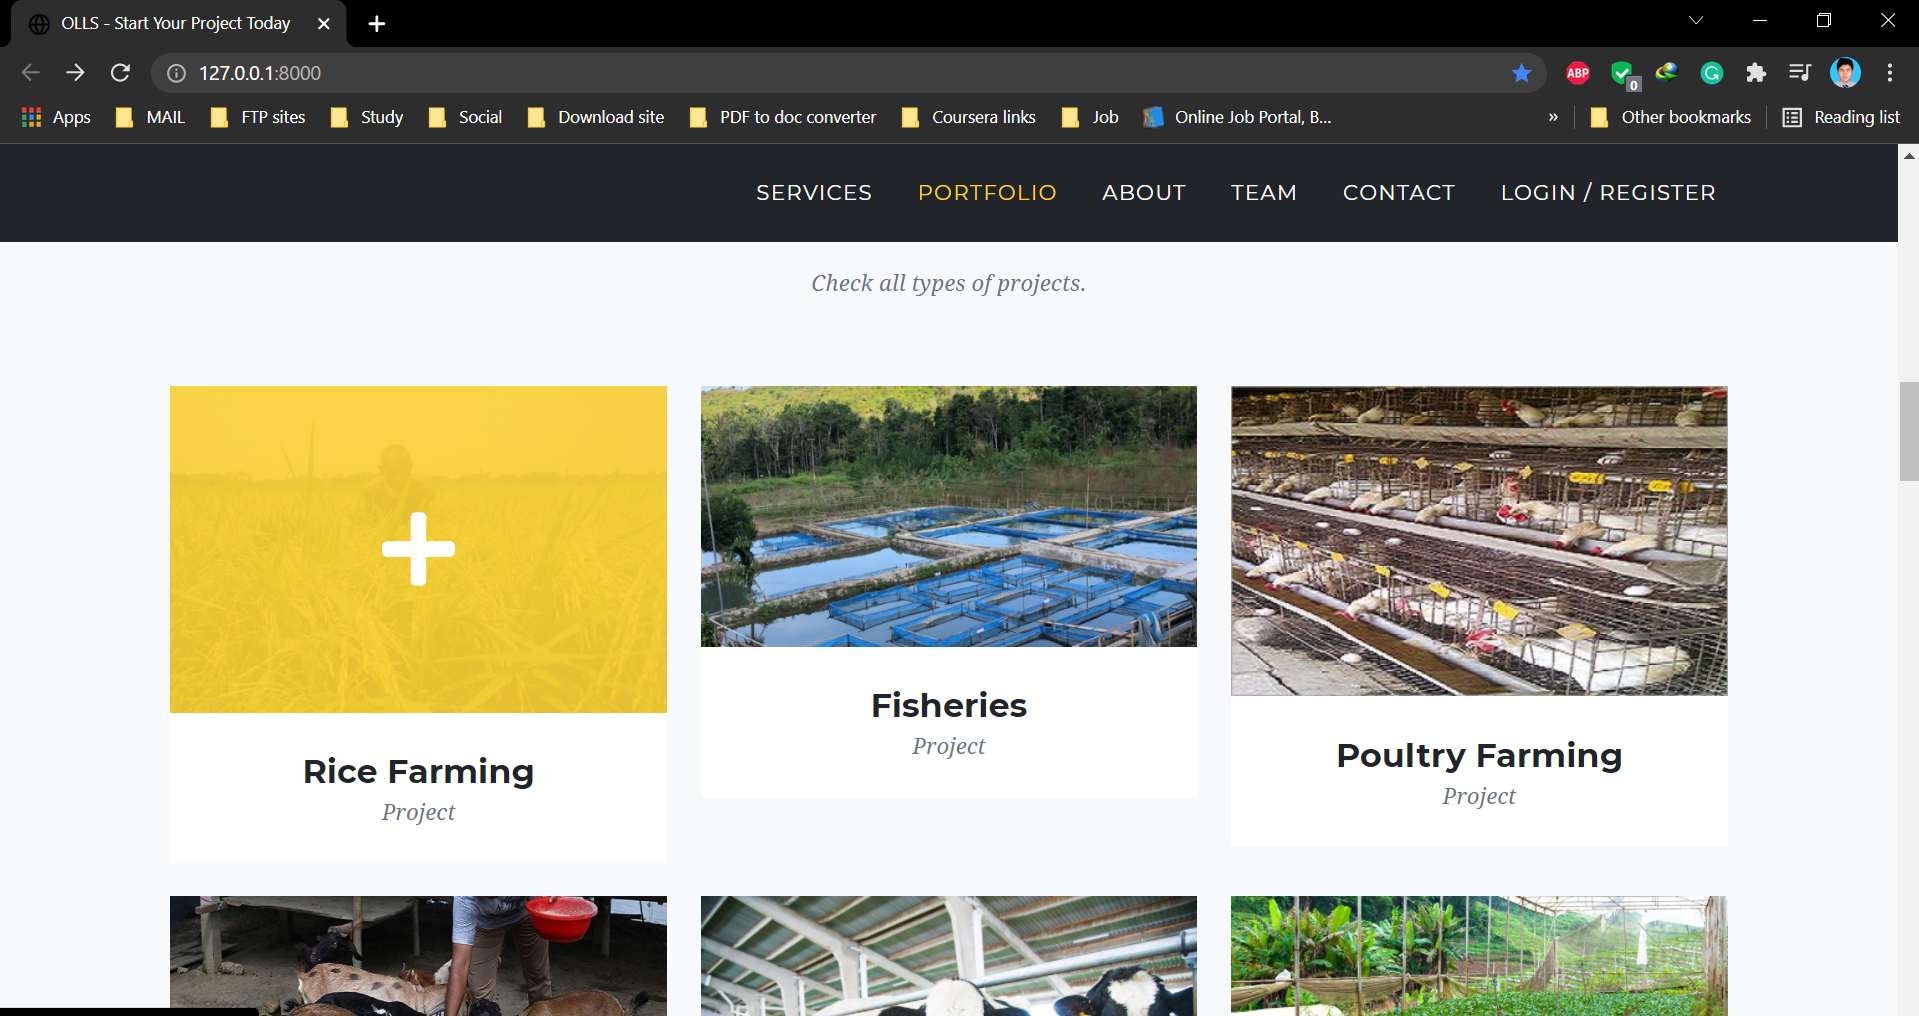 OLLS - Start Your Project Today
127.0.0.1:8000
ABP
0
Apps MAIL FTP sites Study Social Download site PDF to doc converter Coursera links Job Online Job Portal, B... » Other bookmarks Reading list
SERVICES PORTFOLIO ABOUT TEAM CONTACT LOGIN / REGISTER
Check all types of projects.
Rice Farming
Project
Fisheries
Project
Poultry Farming
Project